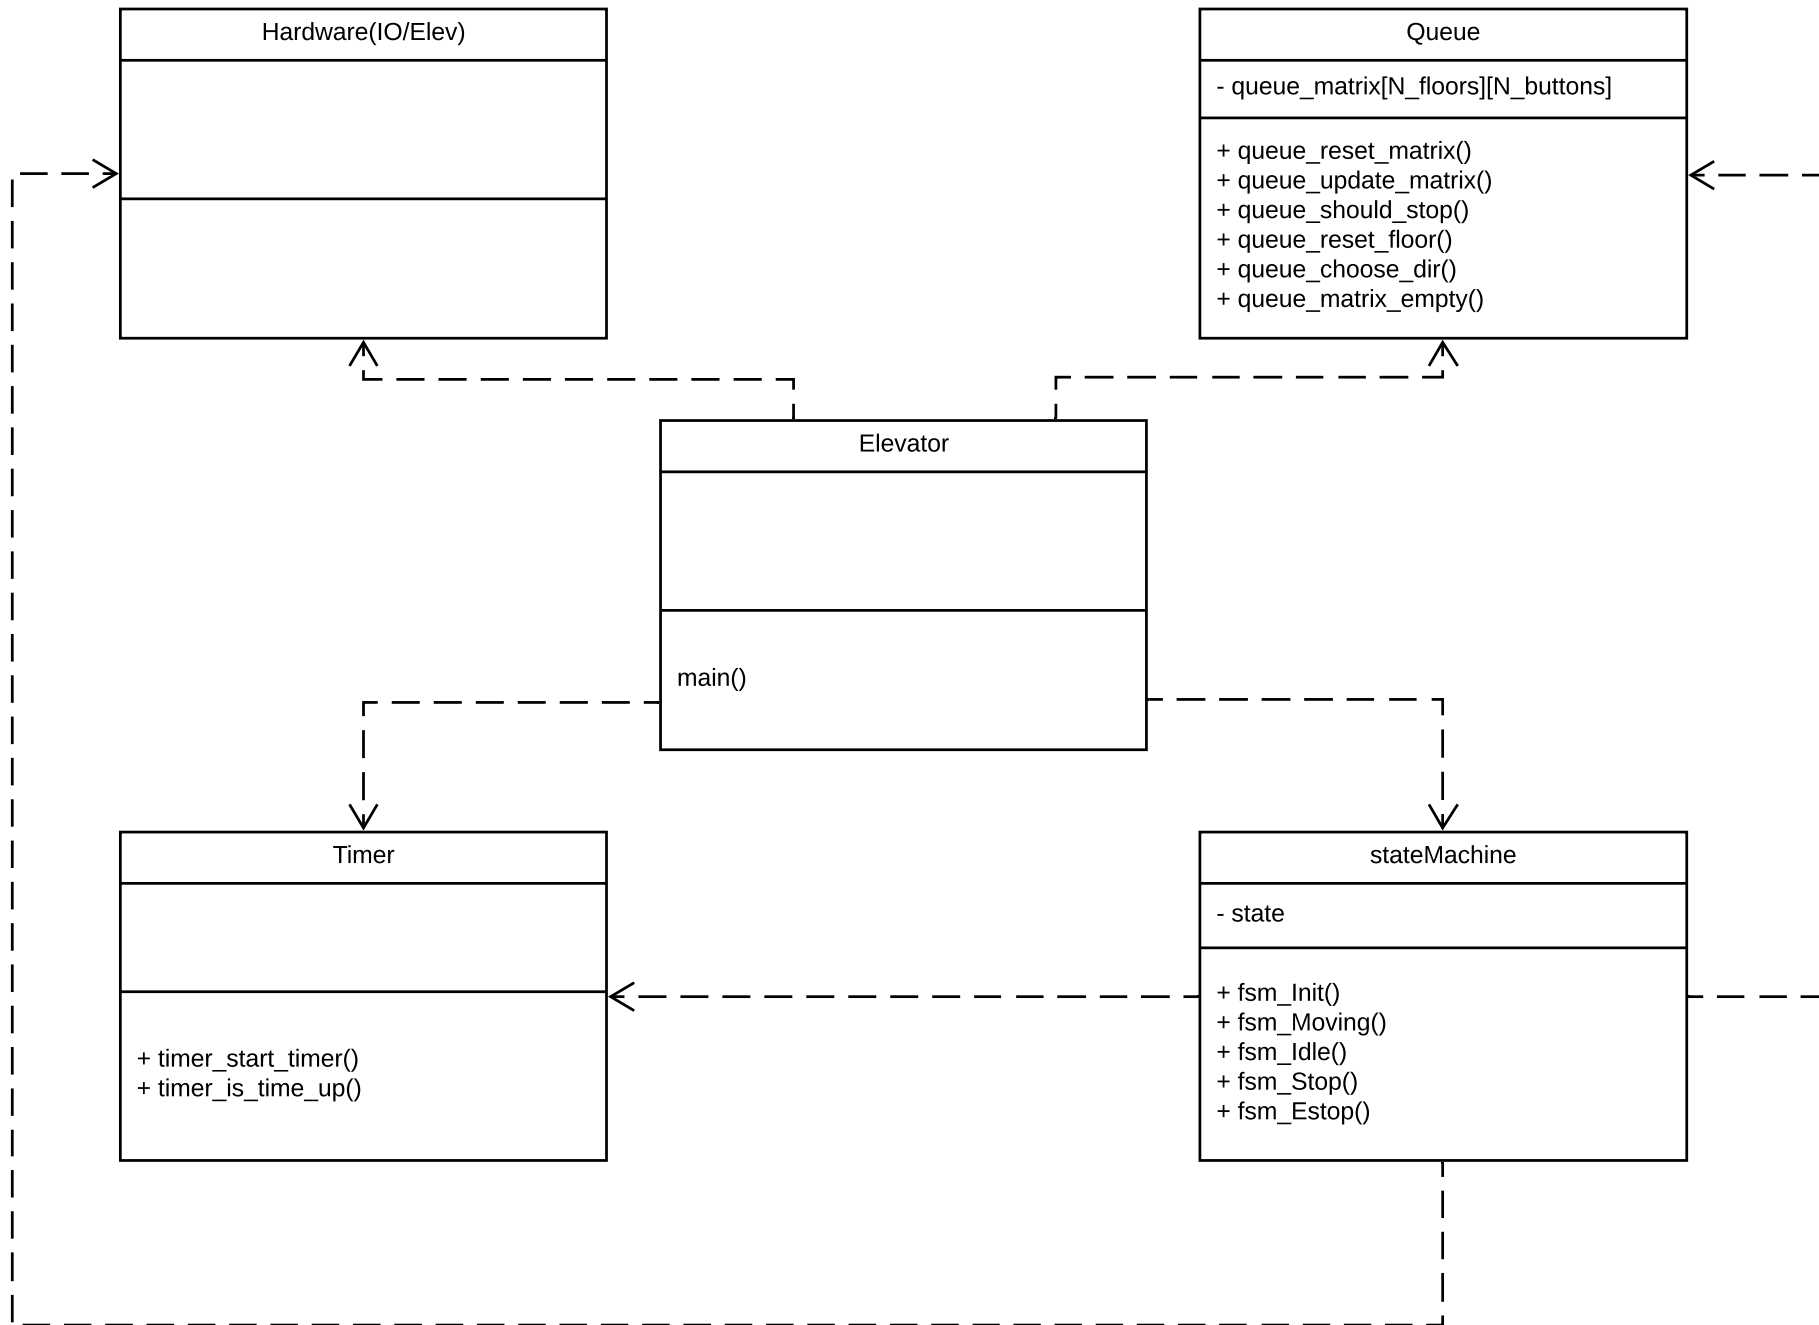 Hardware(IO/Elev)
Queue
- queue_matrix[N_floors][N_buttons]
+ queue_reset_matrix()
+ queue_update_matrix()
+ queue_should_stop()
+ queue_reset_floor()
+ queue_choose_dir()
+ queue_matrix_empty()
Elevator
main()
Timer
+ timer_start_timer()
+ timer_is_time_up()
stateMachine
- state
+ fsm_Init()
+ fsm_Moving()
+ fsm_Idle()
+ fsm_Stop()
+ fsm_Estop()